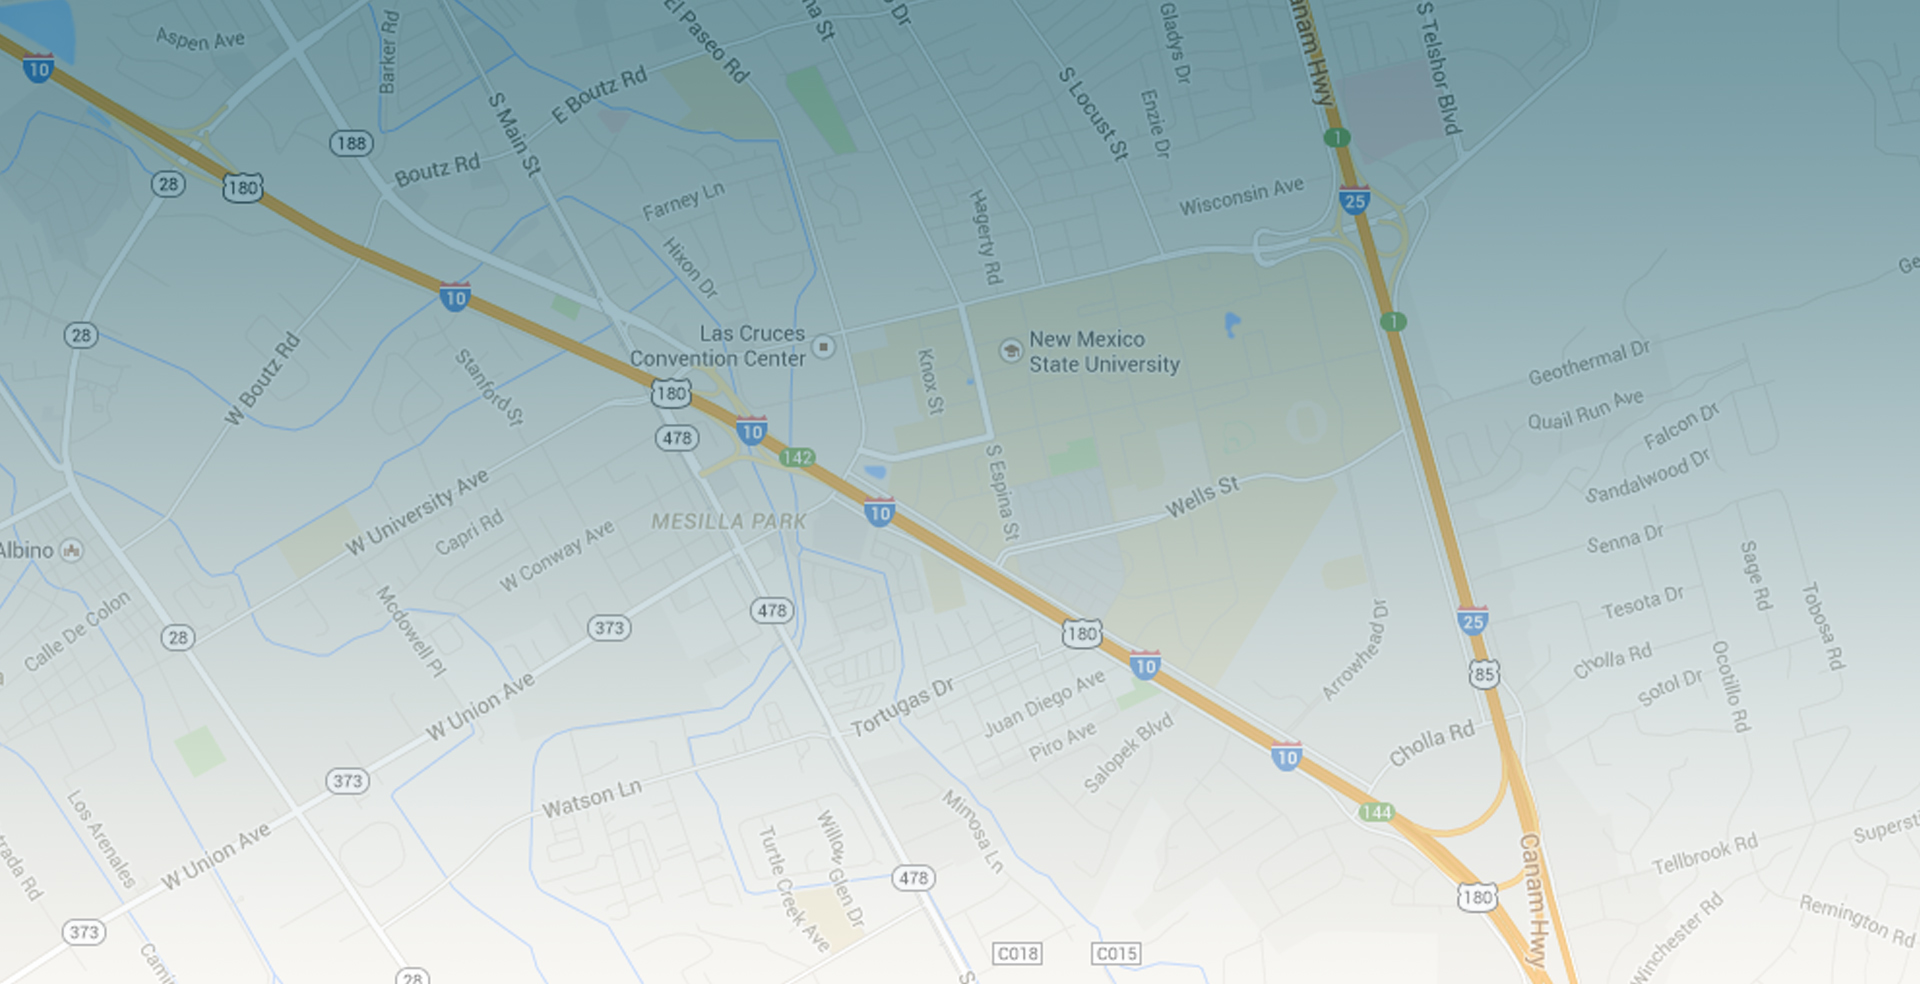 Aspen Ave
Barker Rd
El Paseo Rd
S Telshor Blvd
Canam Hwy
Gladys Dr
10
S Main St
E Boutz Rd
S Locust St
Enzie Dr
188
1
Boutz Rd
28
180
Farney Ln
Wisconsin Ave
25
Hagerty Rd
Hixon Dr
10
28
1
Las Cruces
Convention Center
New Mexico
State University
W Boutz Rd
Stanford St
Knox St
Geothermal Dr
180
Quail Run Ave
Falcon Dr
10
478
142
Sandalwood Dr
W University Ave
S Espina St
Wells St
10
MESILLA PARK
Capri Rd
W Conway Ave
Senna Dr
Albino
Sage Rd
Tobosa Rd
Calle De Colon
Mcdowell Pl
478
373
28
180
10
Arrowhead Dr
25
Tesota Dr
Cholla Rd
85
Sotol Dr
Ocotillo Rd
W Union Ave
Tortugas Dr
Juan Diego Ave
Piro Ave
Salopek Blvd
Cholla Rd
10
373
Watson Ln
144
Los Arenales
Mimosa Ln
Willow Glen Dr
Turtle Creek Ave
W Union Ave
Tellbrook Rd
Canam Hwy
478
180
Winchester Rd
Remington Rd
373
C018
C015
28